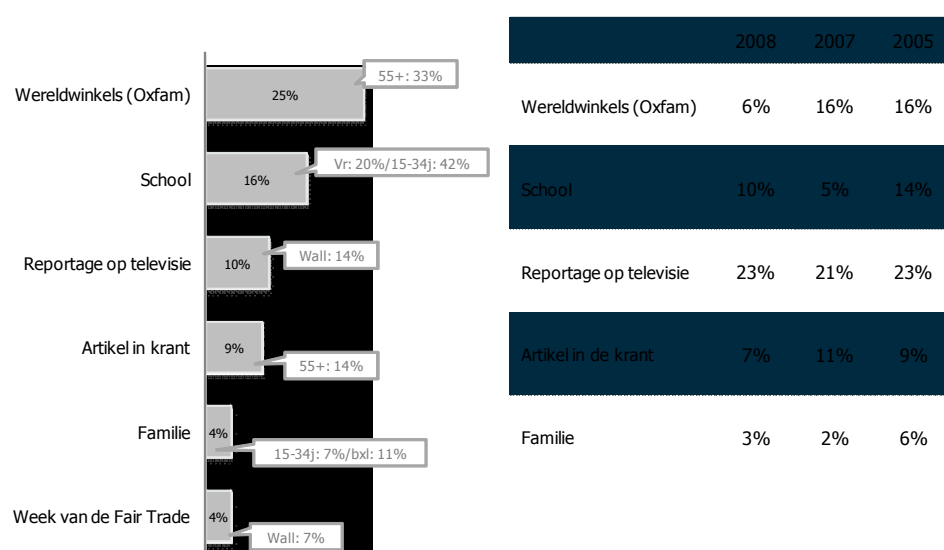 55+: 33%
Wereldwinkels (Oxfam) 25%
Vr: 20%/15-34j: 42%
School 16%
Wall: 14%
Reportage op televisie 10%
Artikel in krant 9%
55+: 14%
Familie 4%
15-34j: 7%/bxl: 11%
Week van de Fair Trade 4%
Wall: 7%
2008 2007 2005
Wereldwinkels (Oxfam) 6% 16% 16%
School 10% 5% 14%
Reportage op televisie 23% 21% 23%
Artikel in de krant 7% 11% 9%
Familie 3% 2% 6%